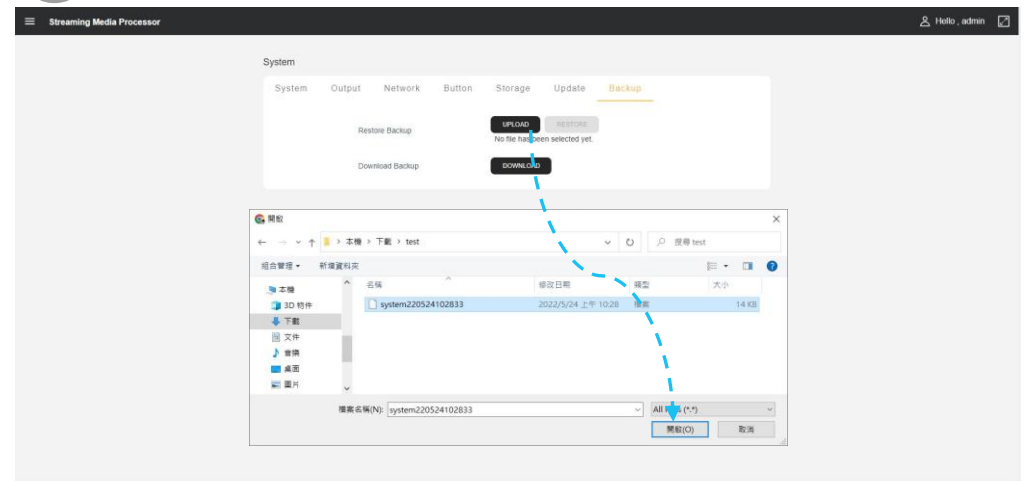 Streaming Media Processor
Hello , admin
System
System Output Network Button Storage Update Backup
Restore Backup UPLOAD RESTORE
No file has been selected yet.
Download Backup DOWNLOAD
開啟
本機 > 下載 > test 搜尋 test
組合管理 新增資料夾
名稱 修改日期 類型 大小
system220524102833 2022/5/24 上午 10:28 檔案 14 KB
本機
3D 物件
下載
文件
音樂
桌面
圖片
檔案名稱(N): system220524102833 All (*.*)
開啟(O) 取消